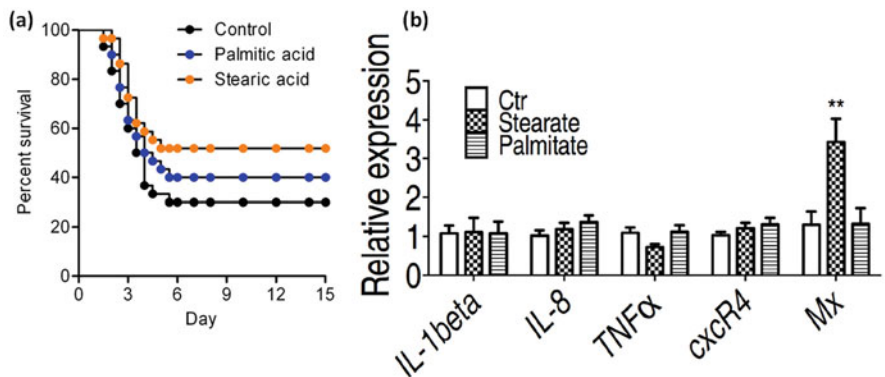 (a)
Control
Palmitic acid
Stearic acid
Percent survival
100
80
60
40
20
0
0 3 6 9 12 15
Day
(b)
Ctr
Stearate
Palmitate
**
Relative expression
5
4
3
2
1
0
IL-1beta IL-8 TNFα cxcR4 Mx